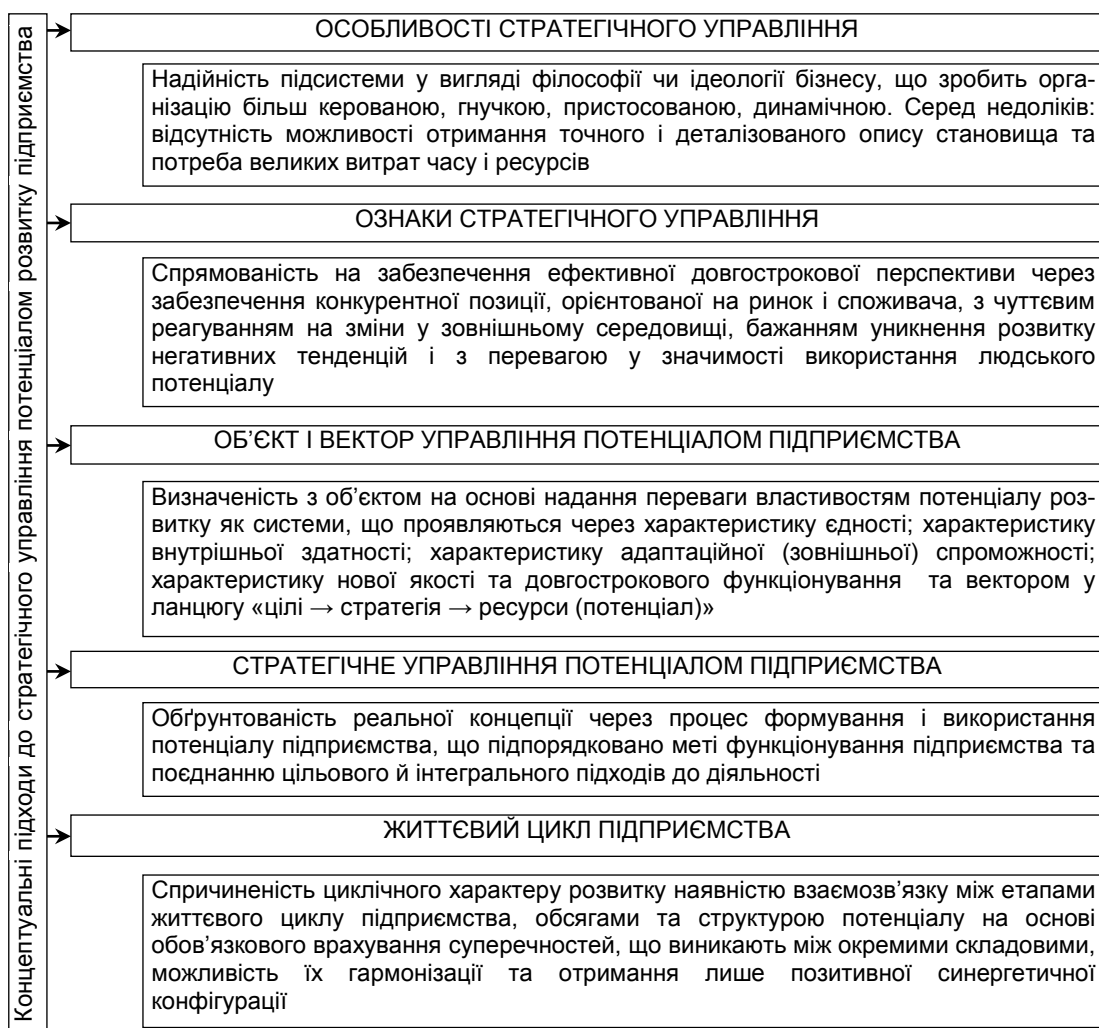 Концептуальні підходи до стратегічного управління потенціалом розвитку підприємства
ОСОБЛИВОСТІ СТРАТЕГІЧНОГО УПРАВЛІННЯ
Надійність підсистеми у вигляді філософії чи ідеології бізнесу, що зробить орга-
нізацію більш керованою, гнучкою, пристосованою, динамічною. Серед недоліків:
відсутність можливості отримання точного і деталізованого опису становища та
потреба великих витрат часу і ресурсів
ОЗНАКИ СТРАТЕГІЧНОГО УПРАВЛІННЯ
Спрямованість на забезпечення ефективної довгострокової перспективи через
забезпечення конкурентної позиції, орієнтованої на ринок і споживача, з чуттєвим
реагуванням на зміни у зовнішньому середовищі, бажанням уникнення розвитку
негативних тенденцій і з перевагою у значимості використання людського
потенціалу
ОБ’ЄКТ І ВЕКТОР УПРАВЛІННЯ ПОТЕНЦІАЛОМ ПІДПРИЄМСТВА
Визначеність з об’єктом на основі надання переваги властивостям потенціалу роз-
витку як системи, що проявляються через характеристику єдності; характеристику
внутрішньої здатності; характеристику адаптаційної (зовнішньої) спроможності;
характеристику нової якості та довгострокового функціонування та вектором у
ланцюгу «цілі → стратегія → ресурси (потенціал)»
СТРАТЕГІЧНЕ УПРАВЛІННЯ ПОТЕНЦІАЛОМ ПІДПРИЄМСТВА
Обґрунтованість реальної концепції через процес формування і використання
потенціалу підприємства, що підпорядковано меті функціонування підприємства та
поєднанню цільового й інтегрального підходів до діяльності
ЖИТТЄВИЙ ЦИКЛ ПІДПРИЄМСТВА
Спричиненість циклічного характеру розвитку наявністю взаємозв’язку між етапами
життєвого циклу підприємства, обсягами та структурою потенціалу на основі
обов’язкового врахування суперечностей, що виникають між окремими складовими,
можливість їх гармонізації та отримання лише позитивної синергетичної
конфігурації